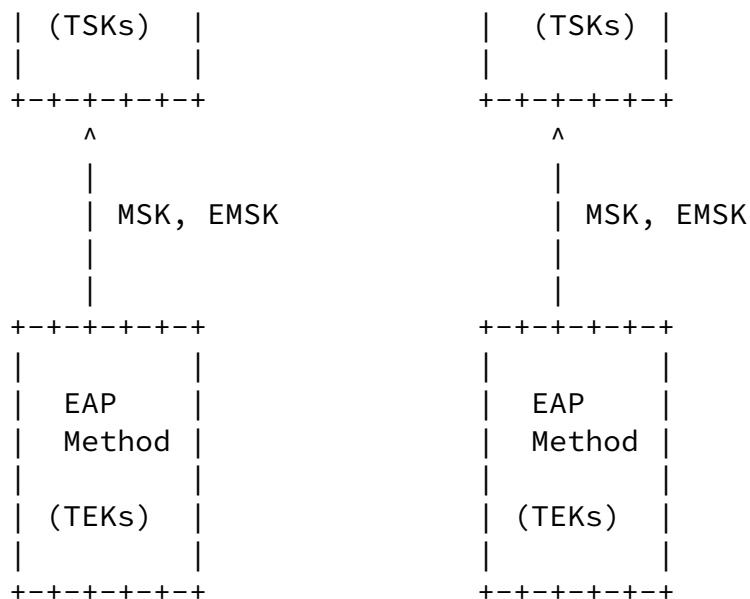 | (TSKs)  |               |  (TSKs) |
|         |               |         |
+-+-+-+-+-+               +-+-+-+-+-+
    ^                         ^
    |                         |
    | MSK, EMSK               | MSK, EMSK
    |                         |
    |                         |
+-+-+-+-+-+               +-+-+-+-+-+
|         |               |         |
|  EAP    |               |  EAP    |
|  Method |               |  Method |
|         |               |         |
| (TEKs)  |               | (TEKs)  |
|         |               |         |
+-+-+-+-+-+               +-+-+-+-+-+